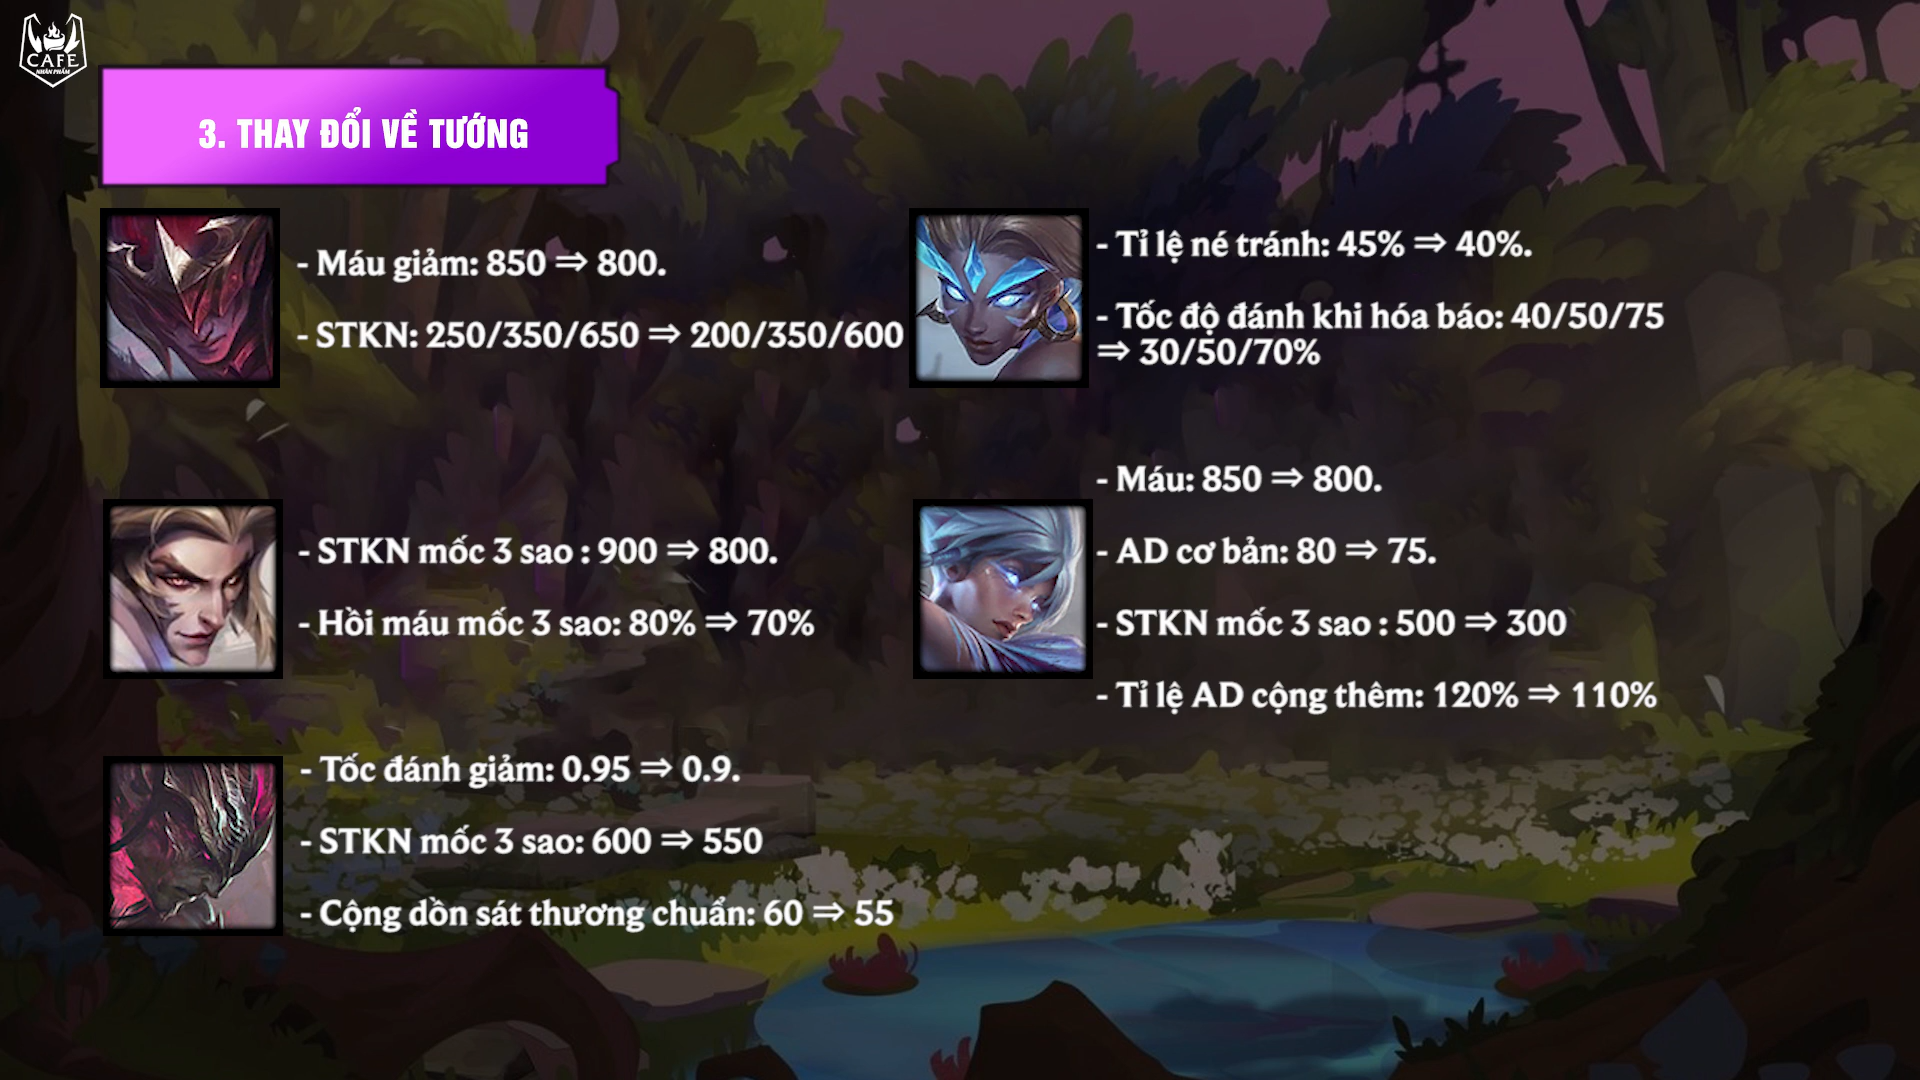 CAFE
NHÂN PHẨM
3. THAY ĐỔI VỀ TƯỚNG
- Máu giảm: 850 ⇒ 800.
- STKN: 250/350/650 ⇒ 200/350/600
- Tỉ lệ né tránh: 45% ⇒ 40%.
- Tốc độ đánh khi hóa báo: 40/50/75
⇒ 30/50/70%
- STKN mốc 3 sao : 900 ⇒ 800.
- Hồi máu mốc 3 sao: 80% ⇒ 70%
- Máu: 850 ⇒ 800.
- AD cơ bản: 80 ⇒ 75.
- STKN mốc 3 sao : 500 ⇒ 300
- Tỉ lệ AD cộng thêm: 120% ⇒ 110%
- Tốc đánh giảm: 0.95 ⇒ 0.9.
- STKN mốc 3 sao: 600 ⇒ 550
- Cộng dồn sát thương chuẩn: 60 ⇒ 55